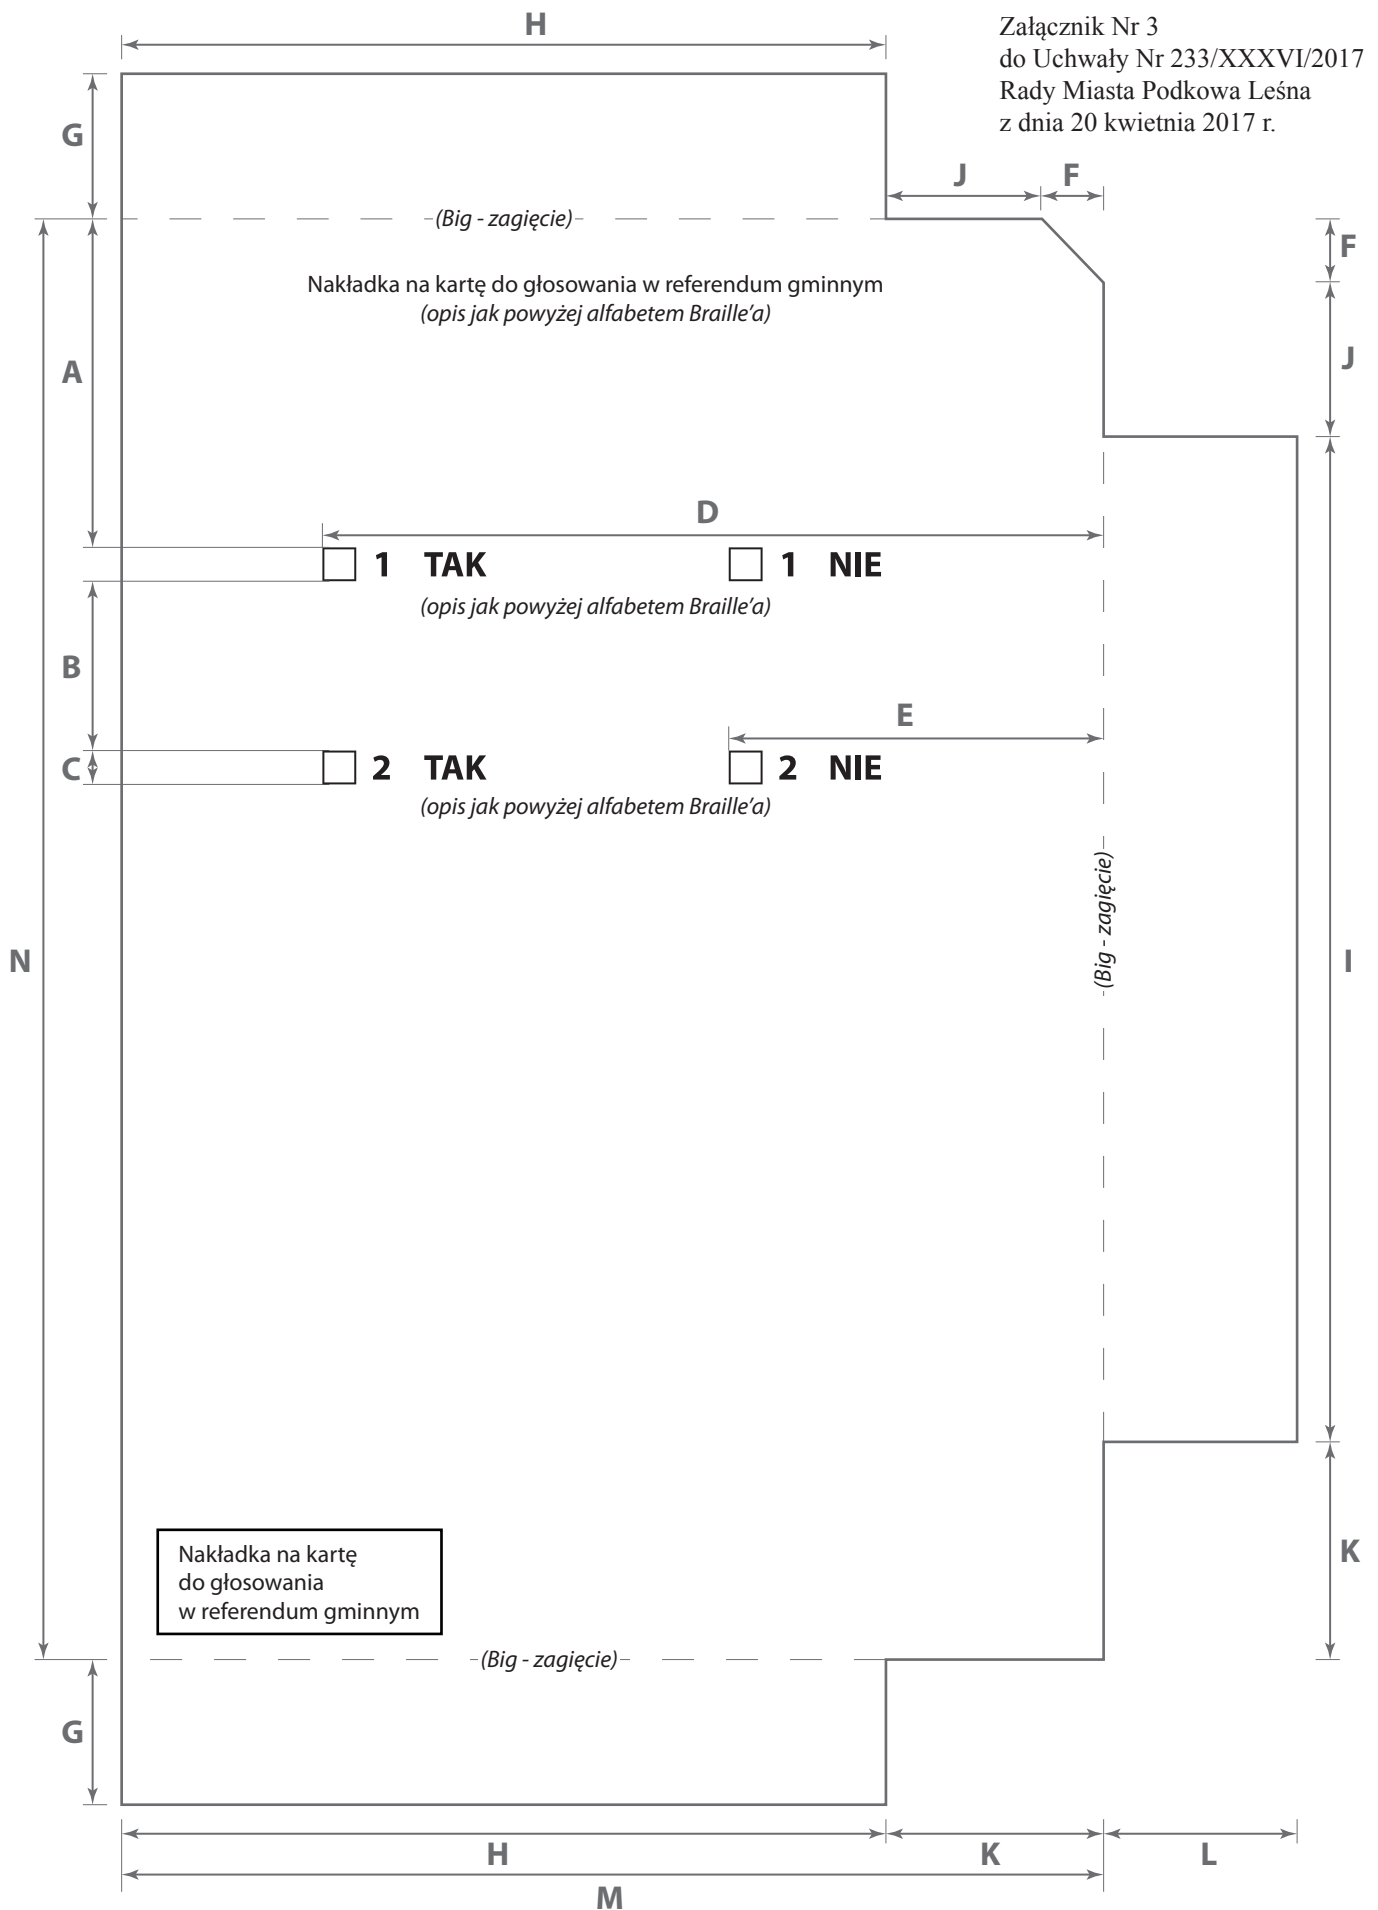 H
Załącznik Nr 3
do Uchwały Nr 233/XXXVI/2017
Rady Miasta Podkowa Leśna
z dnia 20 kwietnia 2017 r.
G
J F
(Big - zagięcie)
F
Nakładka na kartę do głosowania w referendum gminnym
(opis jak powyżej alfabetem Braille’a)
A
J
D
1 TAK 1 NIE
(opis jak powyżej alfabetem Braille’a)
B
E
C
2 TAK 2 NIE
(opis jak powyżej alfabetem Braille’a)
(Big - zagięcie)
N
I
Nakładka na kartę
do głosowania
w referendum gminnym
K
(Big - zagięcie)
G
H K L
M